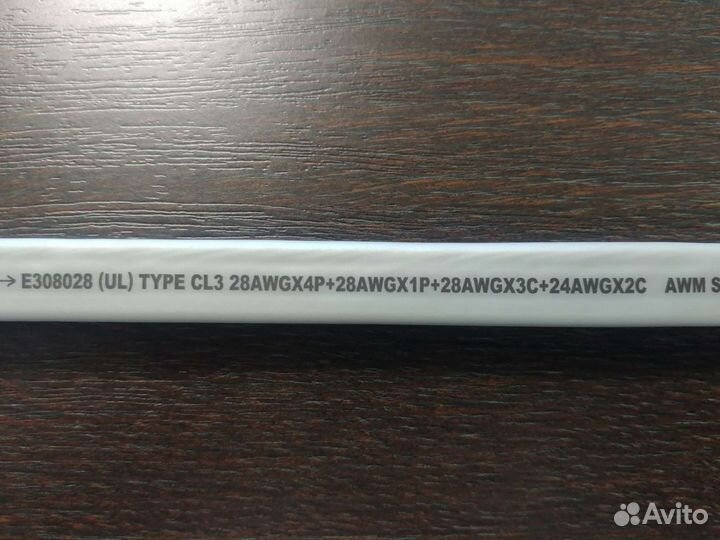 → E308028 (UL) TYPE CL3 28AWGX4P+28AWGX1P+28AWGX3C+24AWGX2C AWM S
Avito